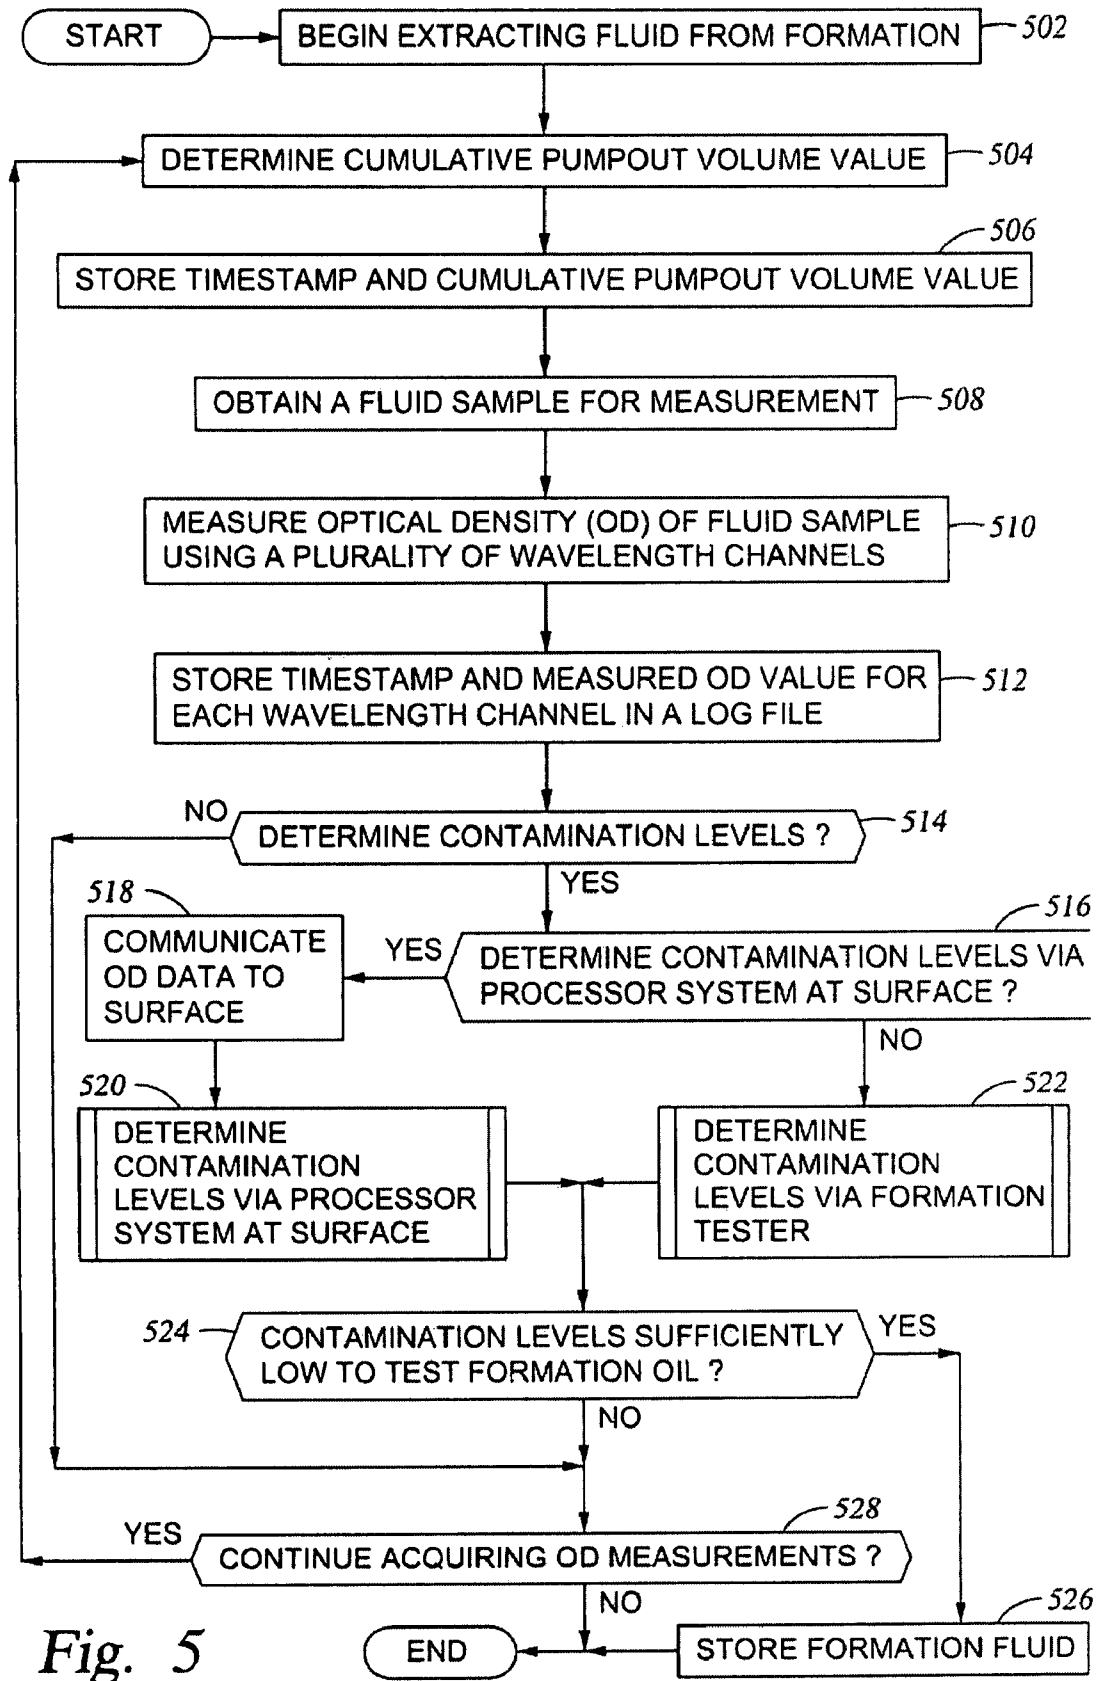 START
BEGIN EXTRACTING FLUID FROM FORMATION
502
DETERMINE CUMULATIVE PUMPOUT VOLUME VALUE
504
506
STORE TIMESTAMP AND CUMULATIVE PUMPOUT VOLUME VALUE
OBTAIN A FLUID SAMPLE FOR MEASUREMENT
508
MEASURE OPTICAL DENSITY (OD) OF FLUID SAMPLE
USING A PLURALITY OF WAVELENGTH CHANNELS
510
STORE TIMESTAMP AND MEASURED OD VALUE FOR
EACH WAVELENGTH CHANNEL IN A LOG FILE
512
NO
DETERMINE CONTAMINATION LEVELS ?
514
YES
518
COMMUNICATE
OD DATA TO
SURFACE
YES
516
DETERMINE CONTAMINATION LEVELS VIA
PROCESSOR SYSTEM AT SURFACE ?
NO
520
DETERMINE
CONTAMINATION
LEVELS VIA PROCESSOR
SYSTEM AT SURFACE
522
DETERMINE
CONTAMINATION
LEVELS VIA FORMATION
TESTER
524
CONTAMINATION LEVELS SUFFICIENTLY
LOW TO TEST FORMATION OIL ?
YES
NO
YES
528
CONTINUE ACQUIRING OD MEASUREMENTS ?
NO
526
STORE FORMATION FLUID
END
Fig. 5